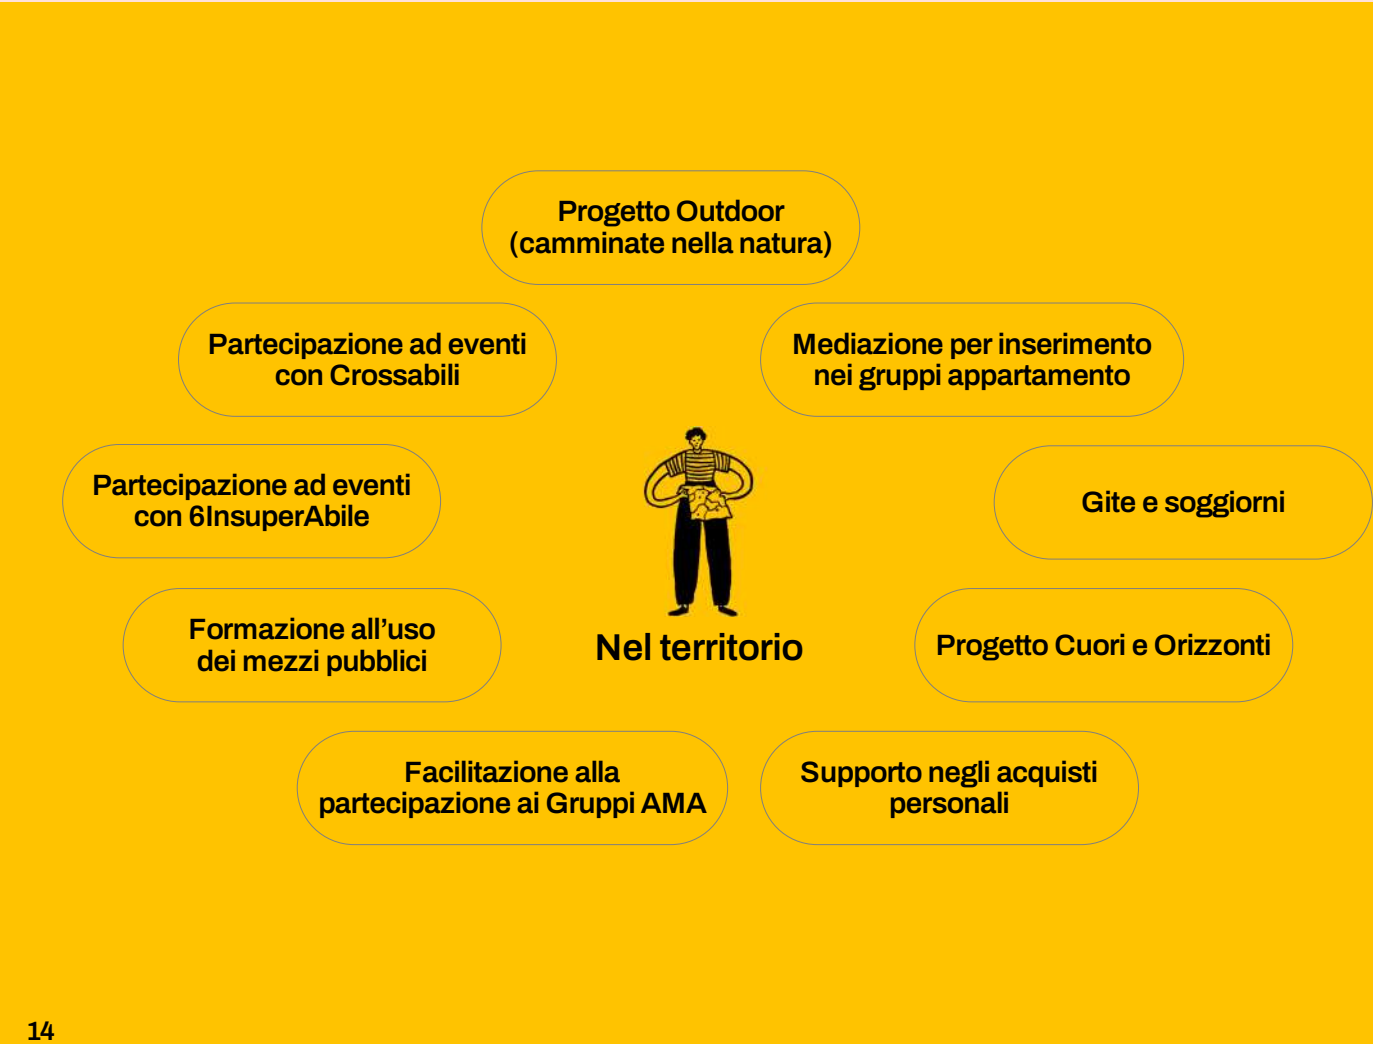 Progetto Outdoor
(camminate nella natura)
Partecipazione ad eventi
con Crossabili
Mediazione per inserimento
nei gruppi appartamento
Partecipazione ad eventi
con 6InsuperAbile
Gite e soggiorni
Formazione all’uso
dei mezzi pubblici
Nel territorio
Progetto Cuori e Orizzonti
Facilitazione alla
partecipazione ai Gruppi AMA
Supporto negli acquisti
personali
14